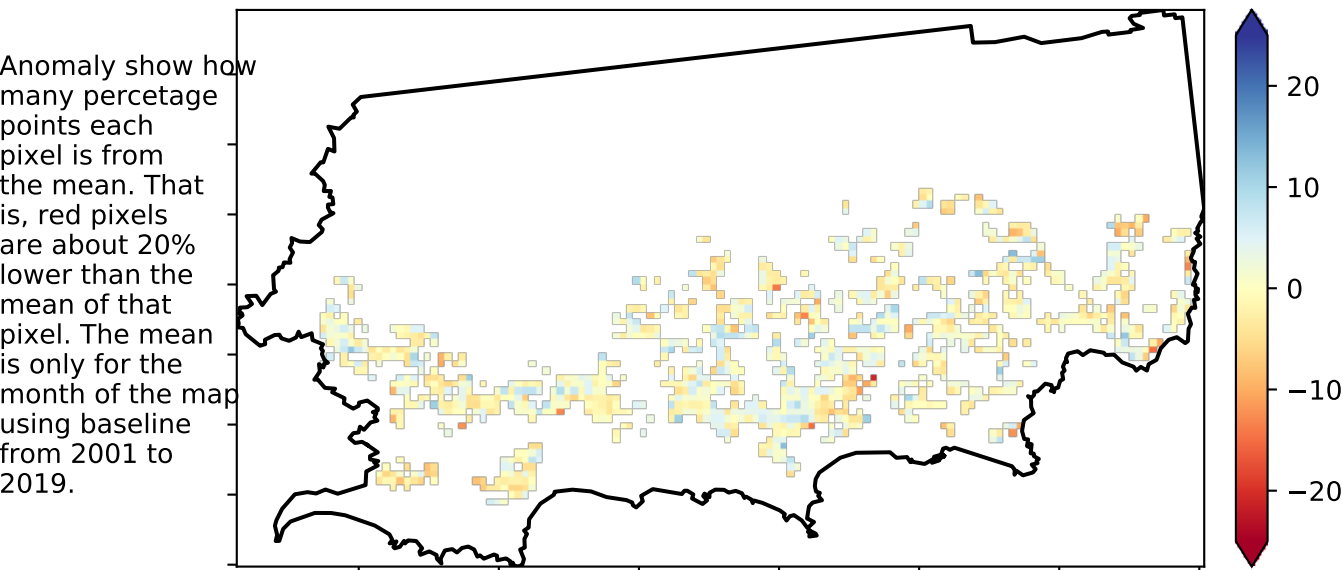 Anomaly show how
many percetage
points each
pixel is from
the mean. That
is, red pixels
are about 20%
lower than the
mean of that
pixel. The mean
is only for the
month of the map
using baseline
from 2001 to
2019.
20
10
0
−10
−20